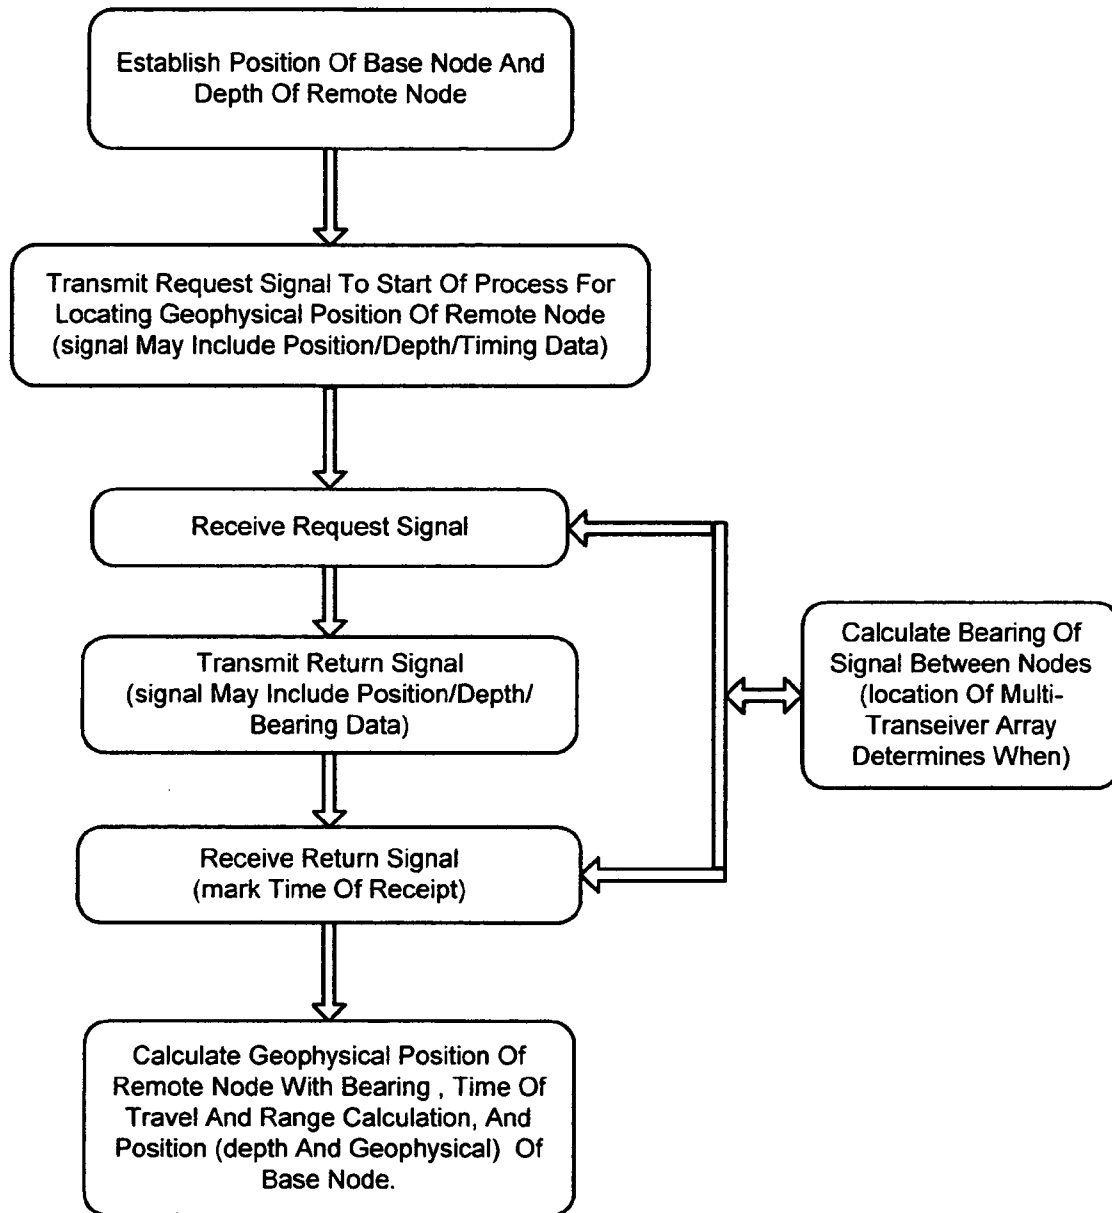 Establish Position Of Base Node And
Depth Of Remote Node
Transmit Request Signal To Start Of Process For
Locating Geophysical Position Of Remote Node
(signal May Include Position/Depth/Timing Data)
Receive Request Signal
Transmit Return Signal
(signal May Include Position/Depth/
Bearing Data)
Calculate Bearing Of
Signal Between Nodes
(location Of Multi-
Transeiver Array
Determines When)
Receive Return Signal
(mark Time Of Receipt)
Calculate Geophysical Position Of
Remote Node With Bearing , Time Of
Travel And Range Calculation, And
Position (depth And Geophysical) Of
Base Node.